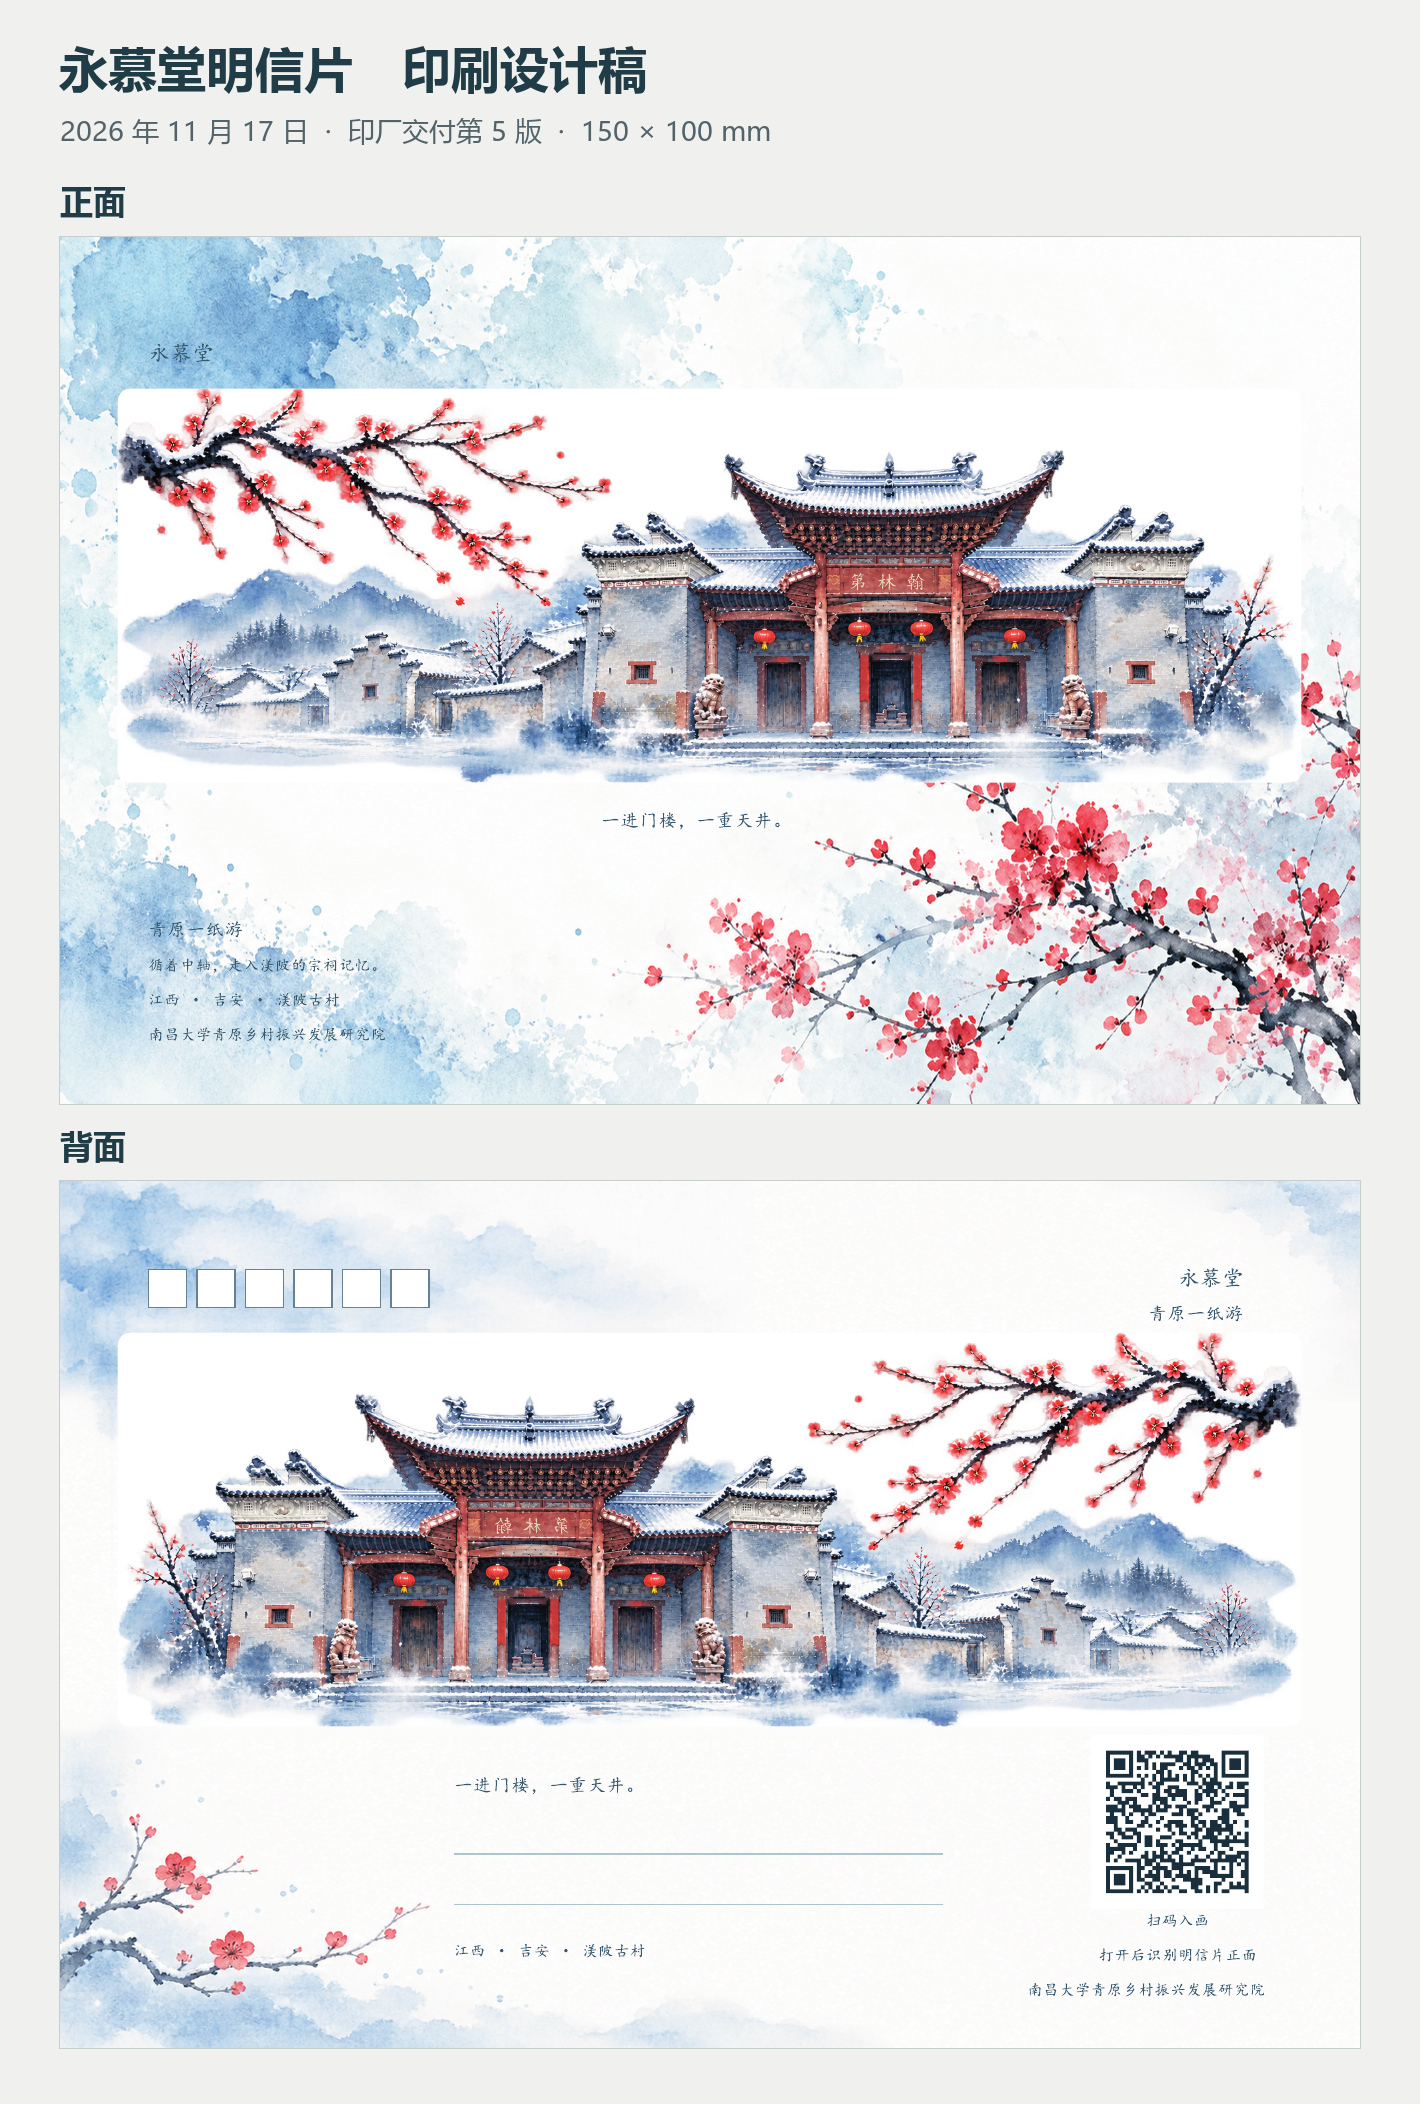 永慕堂明信片　印刷设计稿
2026 年 11 月 17 日 · 印厂交付第 5 版 · 150 × 100 mm
正面
永慕堂
第林翰
一进门楼，一重天井。
青原一纸游
循着中轴，走入渼陂的宗祠记忆。
江西 · 吉安 · 渼陂古村
南昌大学青原乡村振兴发展研究院
背面
永慕堂
青原一纸游
翰林第
一进门楼，一重天井。
江西 · 吉安 · 渼陂古村
扫码入画
打开后识别明信片正面
南昌大学青原乡村振兴发展研究院